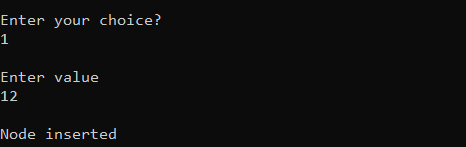 Enter your choice?
1
Enter value
12
Node inserted